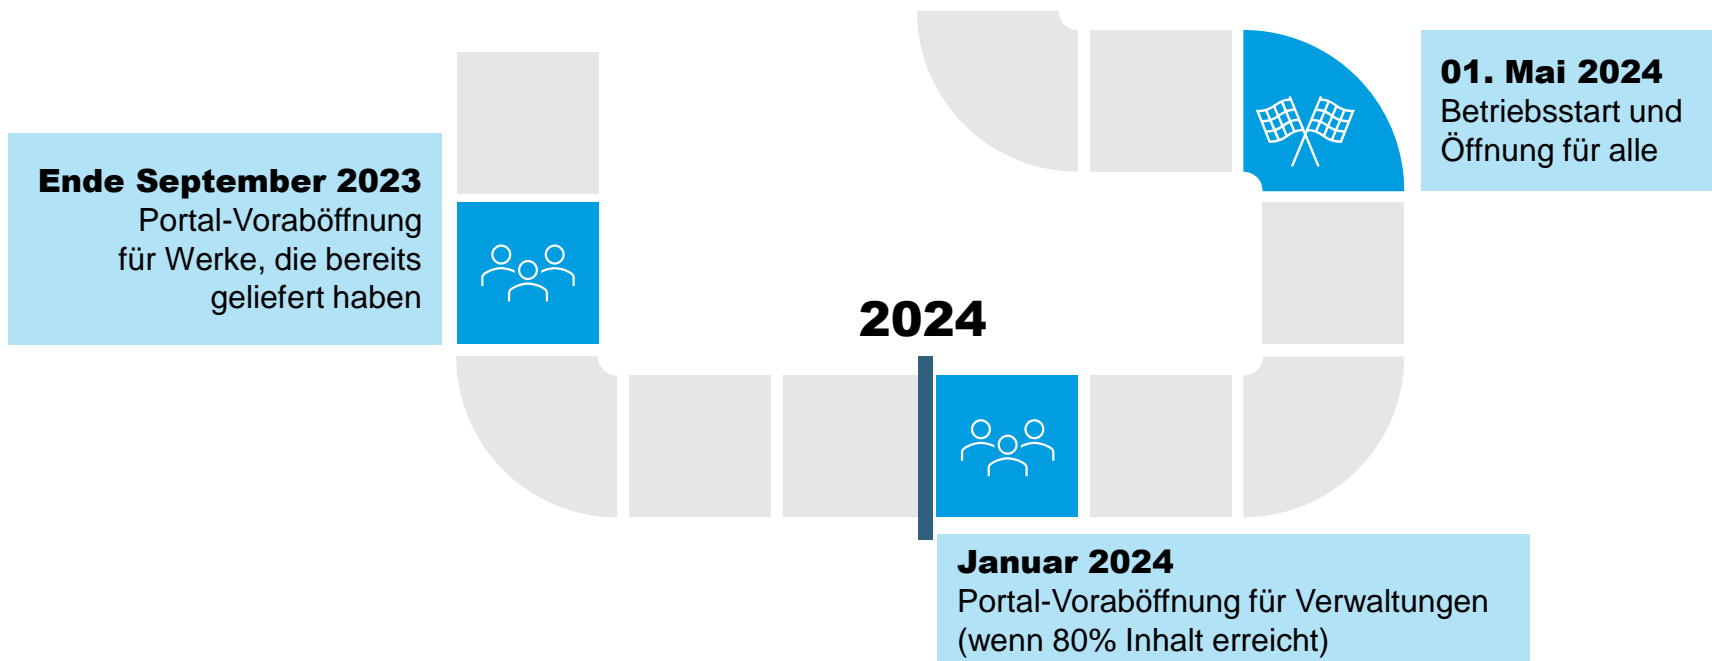 Ende September 2023
Portal-Voraböffnung
für Werke, die bereits
geliefert haben
2024
Januar 2024
Portal-Voraböffnung für Verwaltungen
(wenn 80% Inhalt erreicht)
01. Mai 2024
Betriebsstart und
Öffnung für alle